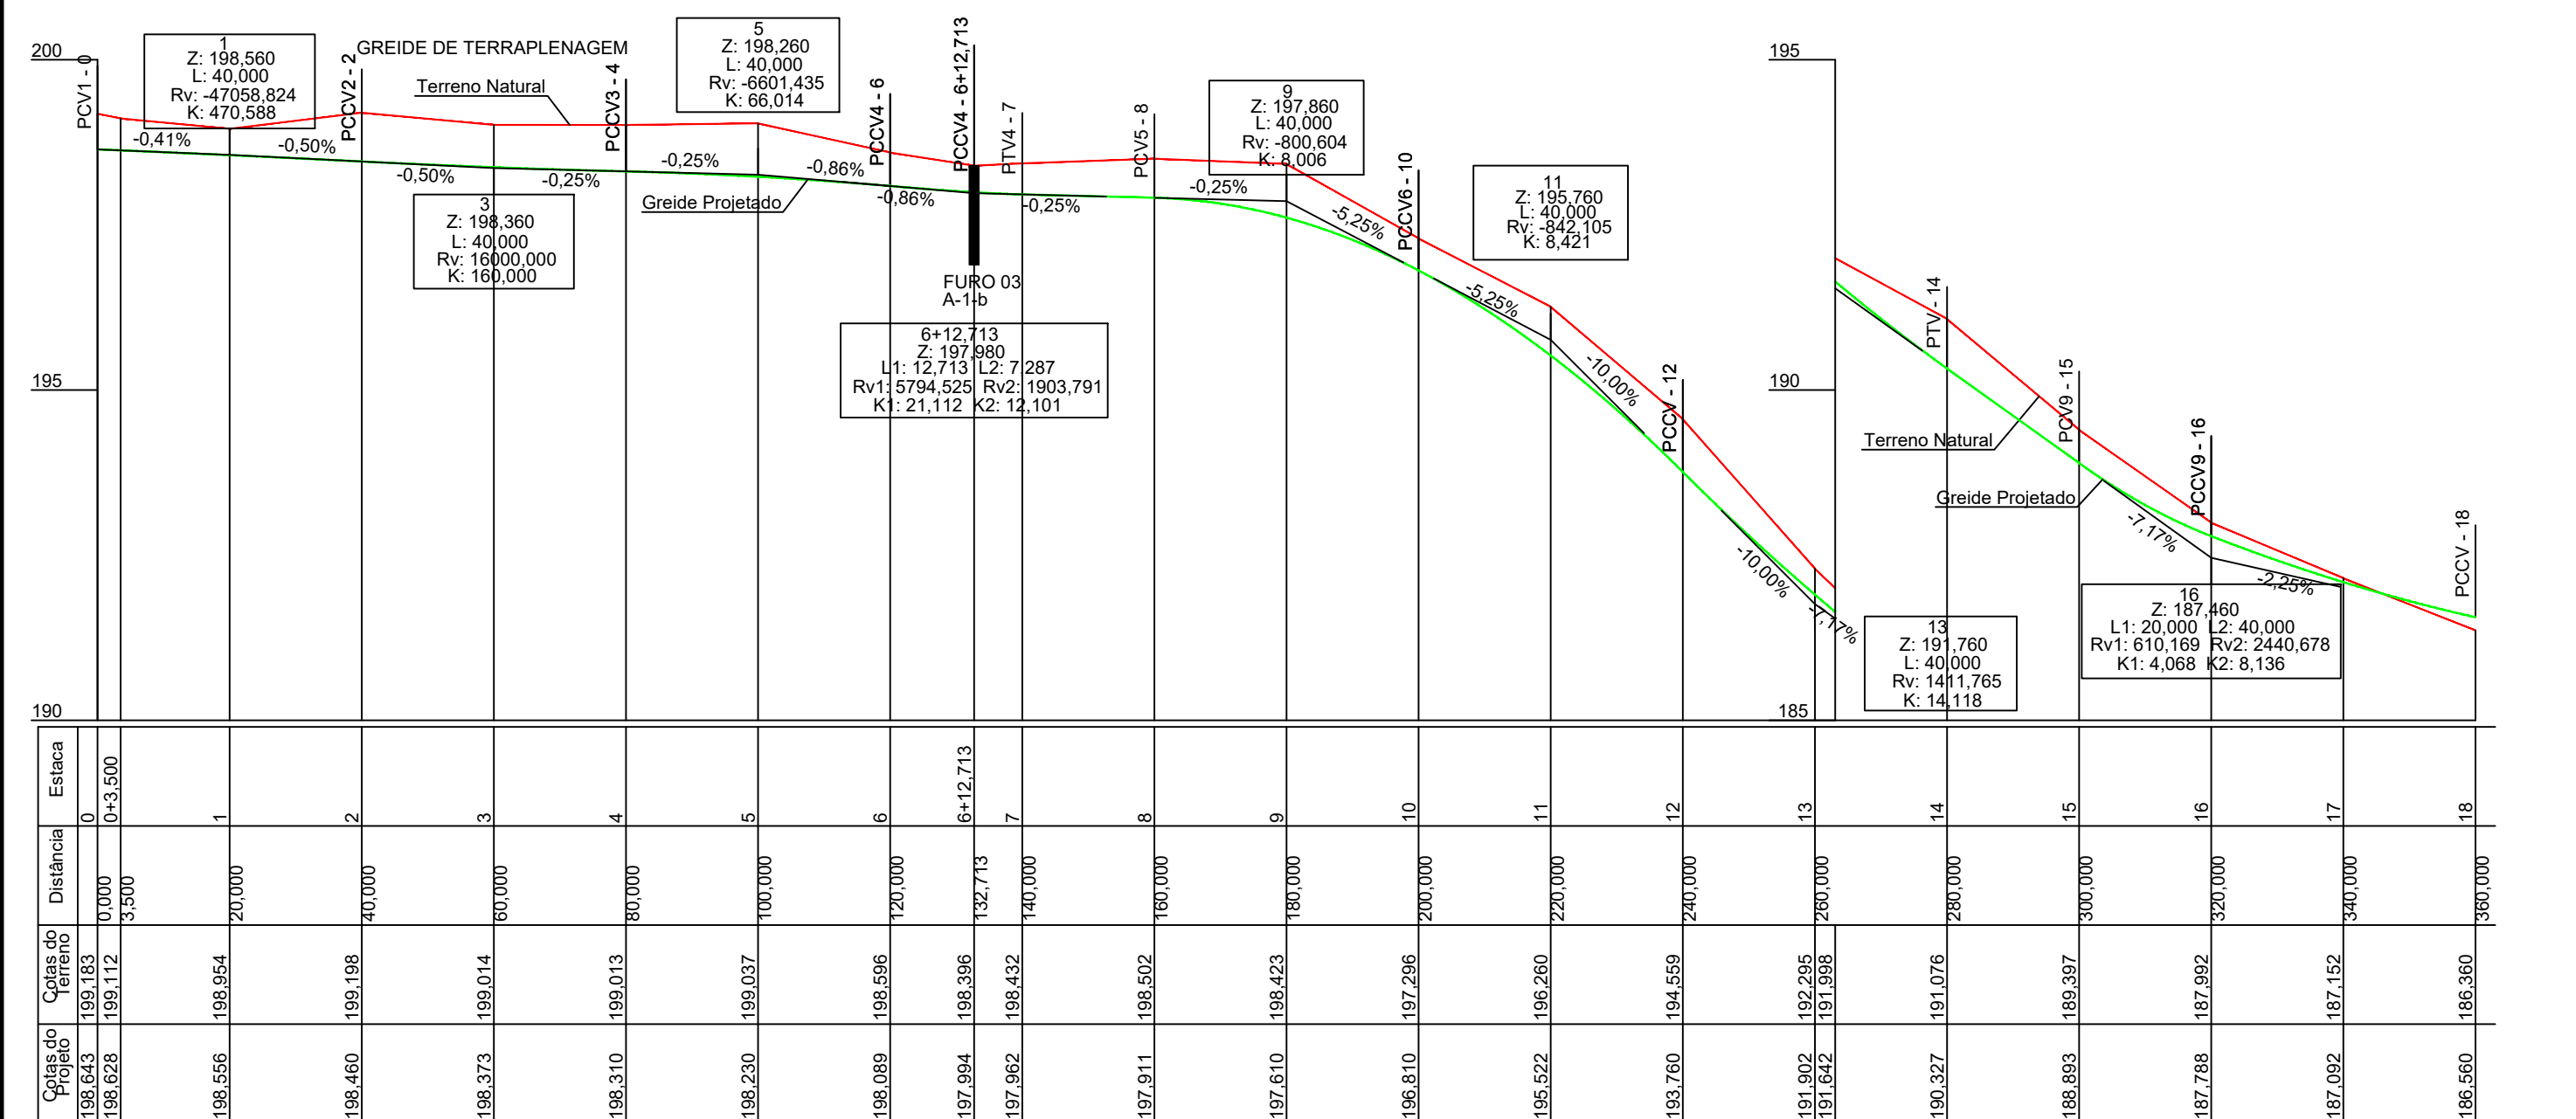 GREIDE DE TERRAPLENAGEM
200
195
190
PCV1 - 0
1
Z: 198,560
L: 40,000
Rv: -47058,824
K: 470,588
-0,41%
-0,50%
PCCV2 - 2
Terreno Natural
-0,50%
3
Z: 198,360
L: 40,000
Rv: 16000,000
K: 160,000
-0,25%
PCCV3 - 4
-0,25%
5
Z: 198,260
L: 40,000
Rv: -6601,435
K: 66,014
Greide Projetado
-0,86%
PCCV4 - 6
-0,86%
PCCV4 - 6+12,713
FURO 03
A-1-b
6+12,713
Z: 197,980
L1: 12,713 L2: 7,287
Rv1: 5794,525 Rv2: 1903,791
K1: 21,112 K2: 12,101
PTV4 - 7
-0,25%
PCV5 - 8
-0,25%
9
Z: 197,860
L: 40,000
Rv: -800,604
K: 8,006
-5,25%
PCCV6 - 10
-5,25%
11
Z: 195,760
L: 40,000
Rv: -842,105
K: 8,421
-10,00%
PCCV - 12
-10,00%
-7,17%
195
190
185
13
Z: 191,760
L: 40,000
Rv: 1411,765
K: 14,118
PTV - 14
Terreno Natural
PCV9 - 15
Greide Projetado
-7,17%
PCCV9 - 16
-2,25%
16
Z: 187,460
L1: 20,000 L2: 40,000
Rv1: 610,169 Rv2: 2440,678
K1: 4,068 K2: 8,136
PCCV - 18
Estaca
0 0+3,500 1 2 3 4 5 6 6+12,713 7 8 9 10 11 12 13 14 15 16 17 18
Distância
0,000 3,500 20,000 40,000 60,000 80,000 100,000 120,000 132,713 140,000 160,000 180,000 200,000 220,000 240,000 260,000 280,000 300,000 320,000 340,000 360,000
Cotas do
Terreno
199,183 199,112 198,954 199,198 199,014 199,013 199,037 198,596 198,396 198,432 198,502 198,423 197,296 196,260 194,559 192,295 191,998 191,076 189,397 187,992 187,152 186,360
Cotas do
Projeto
198,643 198,628 198,556 198,460 198,373 198,310 198,230 198,089 197,994 197,962 197,911 197,610 196,810 195,522 193,760 191,902 191,642 190,327 188,893 187,788 187,092 186,560